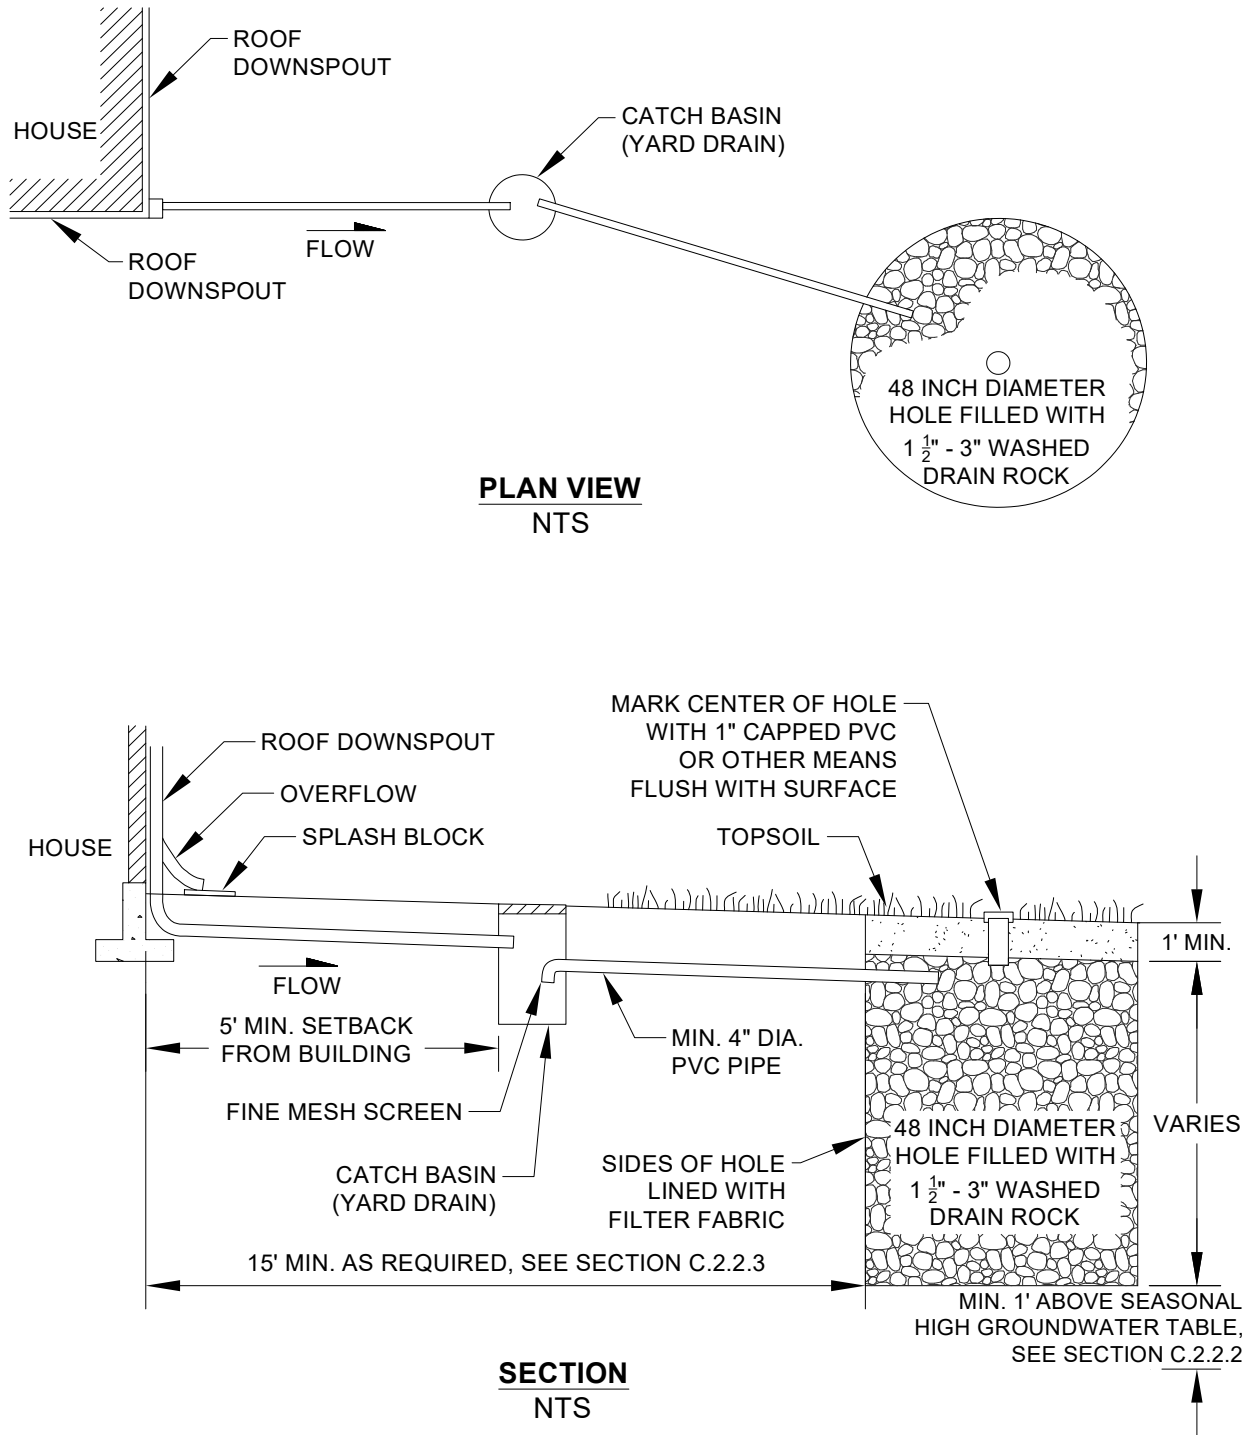 ROOF
DOWNSPOUT
HOUSE
CATCH BASIN
(YARD DRAIN)
FLOW
ROOF
DOWNSPOUT
48 INCH DIAMETER
HOLE FILLED WITH
1 1/2" - 3" WASHED
DRAIN ROCK
PLAN VIEW
NTS
MARK CENTER OF HOLE
WITH 1" CAPPED PVC
OR OTHER MEANS
FLUSH WITH SURFACE
ROOF DOWNSPOUT
OVERFLOW
SPLASH BLOCK
HOUSE
TOPSOIL
1' MIN.
FLOW
5' MIN. SETBACK
FROM BUILDING
MIN. 4" DIA.
PVC PIPE
FINE MESH SCREEN
VARIES
48 INCH DIAMETER
HOLE FILLED WITH
1 1/2" - 3" WASHED
DRAIN ROCK
CATCH BASIN
(YARD DRAIN)
SIDES OF HOLE
LINED WITH
FILTER FABRIC
15' MIN. AS REQUIRED, SEE SECTION C.2.2.3
MIN. 1' ABOVE SEASONAL
HIGH GROUNDWATER TABLE,
SEE SECTION C.2.2.2
SECTION
NTS